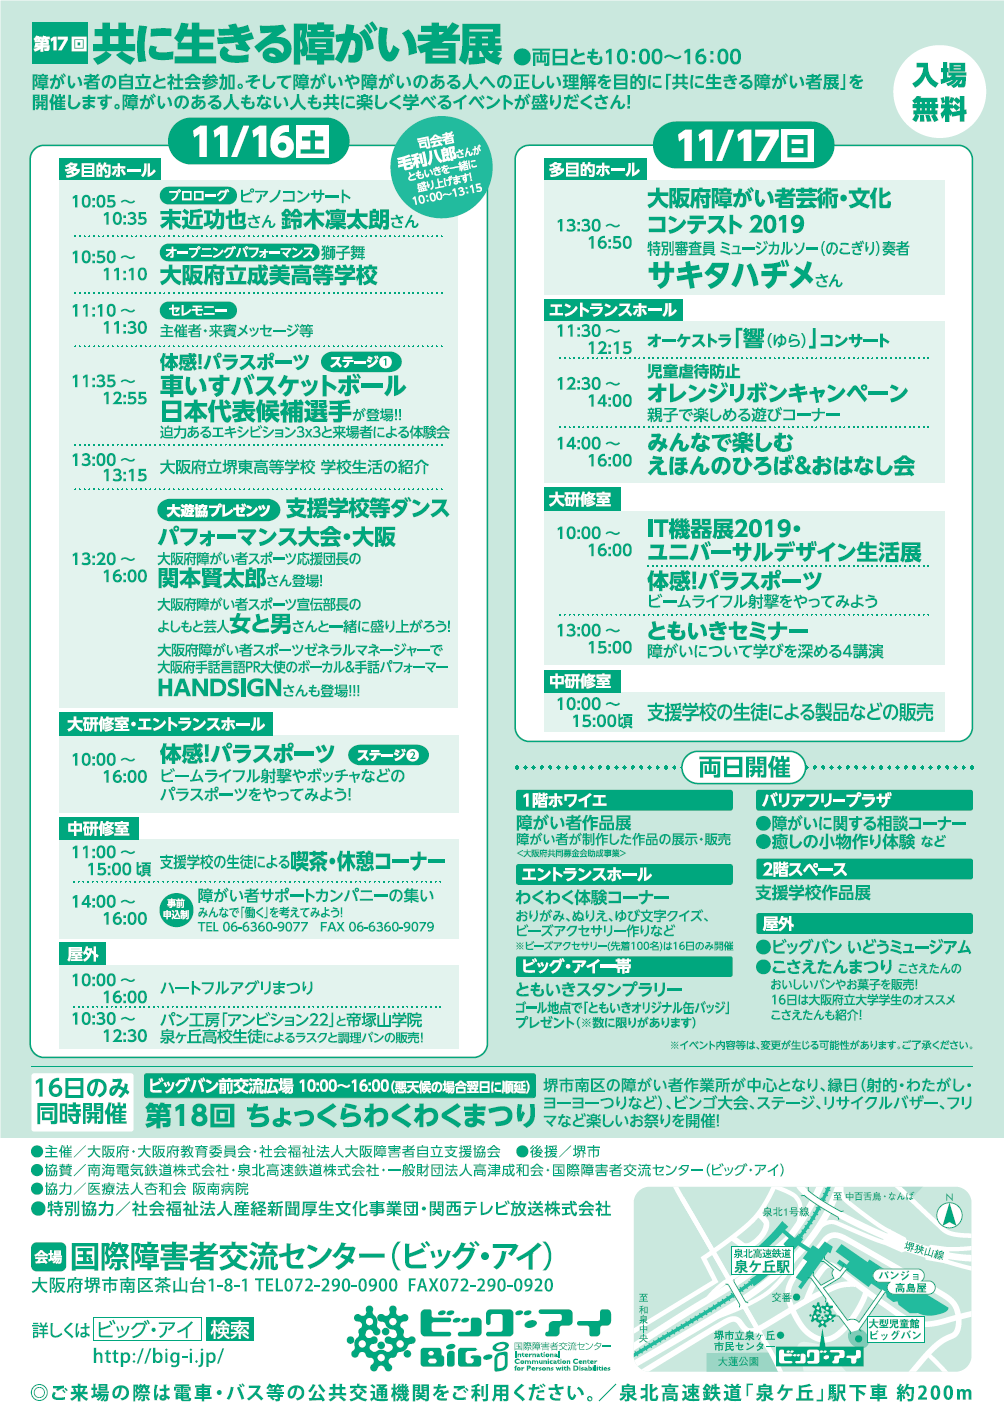 第17回 共に生きる障がい者展 ●両日とも10：00〜16：00
障がい者の自立と社会参加。そして障がいや障がいのある人への正しい理解を目的に「共に生きる障がい者展」を
開催します。障がいのある人もない人も共に楽しく学べるイベントが盛りだくさん！
入場
無料
11/16土
司会者
毛利八郎さんが
ともいきを一緒に
盛り上げます！
10:00〜13:15
多目的ホール
10:05〜
10:35
プロローグ ピアノコンサート
末近功也さん 鈴木凜太朗さん
10:50〜
11:10
オープニングパフォーマンス 獅子舞
大阪府立成美高等学校
11:10〜
11:30
セレモニー
主催者・来賓メッセージ等
11:35〜
12:55
体感！パラスポーツ ステージ❶
車いすバスケットボール
日本代表候補選手が登場!!
迫力あるエキシビション3x3と来場者による体験会
13:00〜
13:15
大阪府立堺東高等学校 学校生活の紹介
13:20〜
16:00
大遊協プレゼンツ 支援学校等ダンス
パフォーマンス大会・大阪
大阪府障がい者スポーツ応援団長の
関本賢太郎さん登場！
大阪府障がい者スポーツ宣伝部長の
よしもと芸人女と男さんと一緒に盛り上がろう！
大阪府障がい者スポーツゼネラルマネージャーで
大阪府手話言語PR大使のボーカル&手話パフォーマー
HANDSIGNさんも登場!!!
大研修室・エントランスホール
10:00〜
16:00
体感！パラスポーツ ステージ❷
ビームライフル射撃やボッチャなどの
パラスポーツをやってみよう！
中研修室
11:00〜
15:00頃
支援学校の生徒による喫茶・休憩コーナー
14:00〜
16:00
事前
申込制
障がい者サポートカンパニーの集い
みんなで「働く」を考えてみよう！
TEL 06-6360-9077 FAX 06-6360-9079
屋外
10:00〜
16:00
ハートフルアグリまつり
10:30〜
12:30
パン工房「アンビション22」と帝塚山学院
泉ヶ丘高校生徒によるラスクと調理パンの販売！
11/17日
多目的ホール
13:30〜
16:50
大阪府障がい者芸術・文化
コンテスト 2019
特別審査員 ミュージカルソー（のこぎり）奏者
サキタハヂメさん
エントランスホール
11:30〜
12:15
オーケストラ「響（ゆら）」コンサート
12:30〜
14:00
児童虐待防止
オレンジリボンキャンペーン
親子で楽しめる遊びコーナー
14:00〜
16:00
みんなで楽しむ
えほんのひろば&おはなし会
大研修室
10:00〜
16:00
IT機器展2019・
ユニバーサルデザイン生活展
体感！パラスポーツ
ビームライフル射撃をやってみよう
13:00〜
15:00
ともいきセミナー
障がいについて学びを深める4講演
中研修室
10:00〜
15:00頃
支援学校の生徒による製品などの販売
両日開催
1階ホワイエ
障がい者作品展
障がい者が制作した作品の展示・販売
＜大阪府共同募金会助成事業＞
エントランスホール
わくわく体験コーナー
おりがみ、ぬりえ、ゆび文字クイズ、
ビーズアクセサリー作りなど
※ビーズアクセサリー(先着100名)は16日のみ開催
ビッグ・アイ一帯
ともいきスタンプラリー
ゴール地点で「ともいきオリジナル缶バッジ」
プレゼント（※数に限りがあります）
バリアフリープラザ
●障がいに関する相談コーナー
●癒しの小物作り体験 など
2階スペース
支援学校作品展
屋外
●ビッグバン いどうミュージアム
●こさえたんまつり こさえたんの
おいしいパンやお菓子を販売！
16日は大阪府立大学学生のオススメ
こさえたんも紹介！
※イベント内容等は、変更が生じる可能性があります。ご了承ください。
16日のみ
同時開催
ビッグバン前交流広場 10:00〜16:00（悪天候の場合翌日に順延）
第18回 ちょっくらわくわくまつり
堺市南区の障がい者作業所が中心となり、縁日（射的・わたがし・
ヨーヨーつりなど）、ビンゴ大会、ステージ、リサイクルバザー、フリ
マなど楽しいお祭りを開催！
●主催／大阪府・大阪府教育委員会・社会福祉法人大阪障害者自立支援協会 ●後援／堺市
●協賛／南海電気鉄道株式会社・泉北高速鉄道株式会社・一般財団法人高津成和会・国際障害者交流センター（ビッグ・アイ）
●協力／医療法人杏和会 阪南病院
●特別協力／社会福祉法人産経新聞厚生文化事業団・関西テレビ放送株式会社
会場 国際障害者交流センター（ビッグ・アイ）
大阪府堺市南区茶山台1-8-1 TEL072-290-0900 FAX072-290-0920
詳しくは ビッグ・アイ 検索
http://big-i.jp/
ビッグ・アイ
BiG-i
国際障害者交流センター
International
Communication Center
for Persons with Disabilities
至 中百舌鳥・なんば
泉北1号線
N
堺狭山線
泉北高速鉄道
泉ケ丘駅
パンジョ
高島屋
交番●
至
和泉中央
大型児童館
ビッグバン
堺市立泉ヶ丘●
市民センター
大蓮公園
ビッグ・アイ
◎ご来場の際は電車・バス等の公共交通機関をご利用ください。／泉北高速鉄道「泉ケ丘」駅下車 約200m